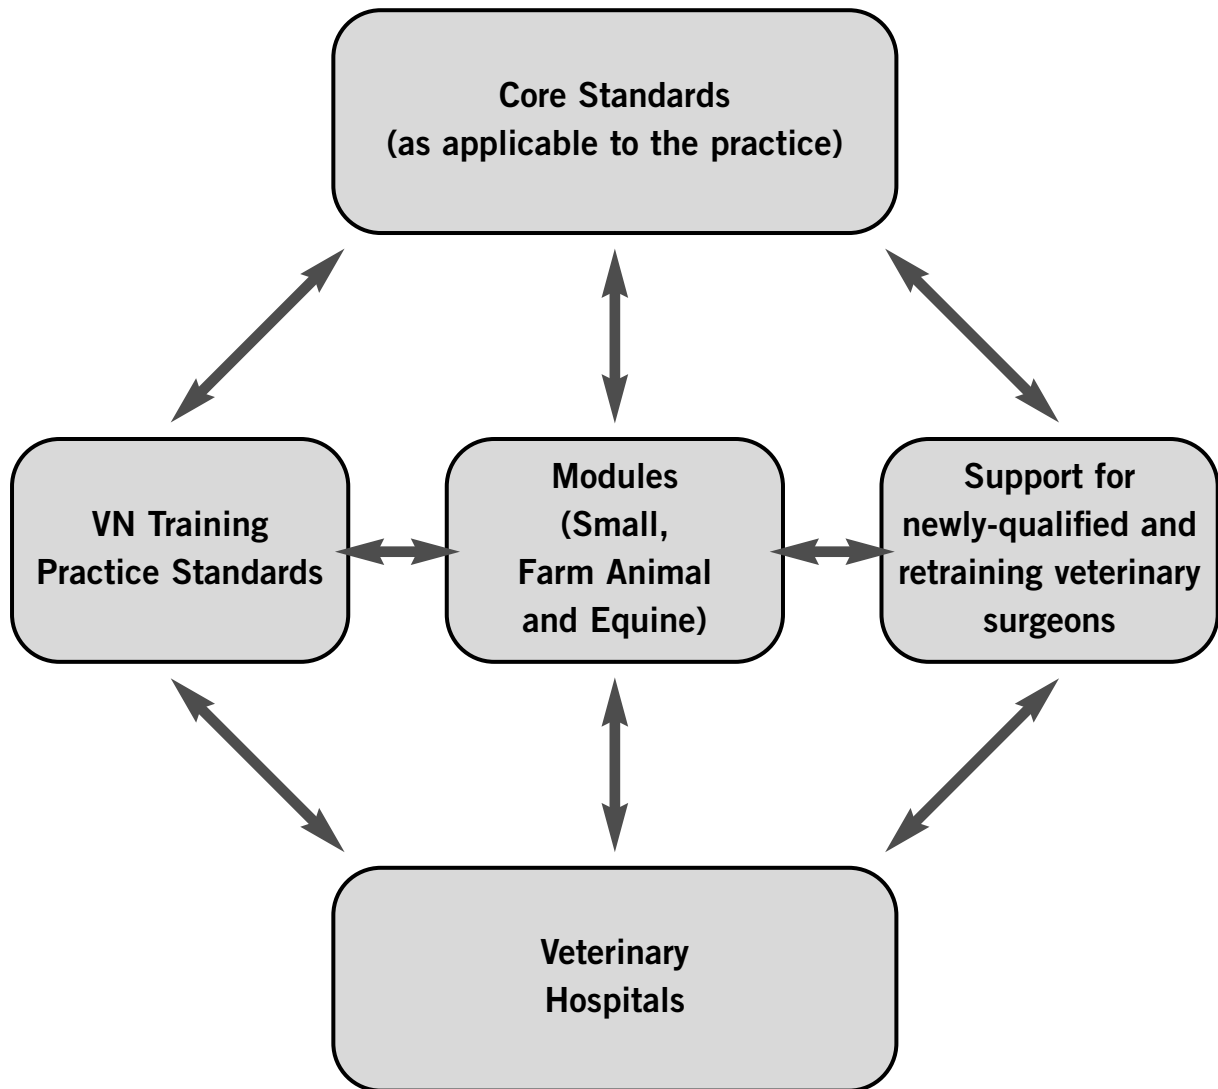 Core Standards
(as applicable to the practice)
VN Training
Practice Standards
Modules
(Small,
Farm Animal
and Equine)
Support for
newly-qualified and
retraining veterinary
surgeons
Veterinary
Hospitals